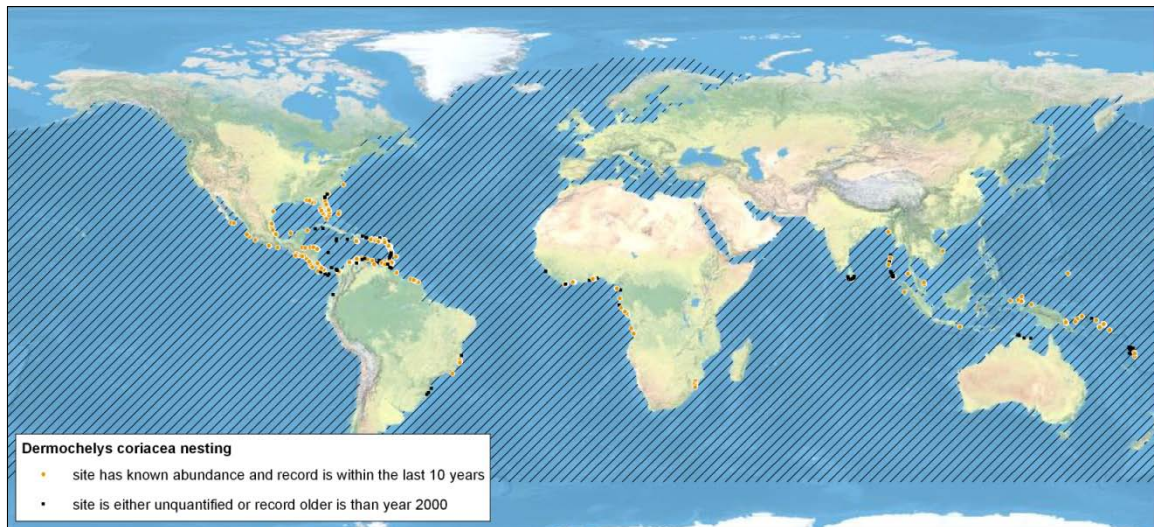 Dermochelys coriacea nesting
site has known abundance and record is within the last 10 years
site is either unquantified or record older is than year 2000